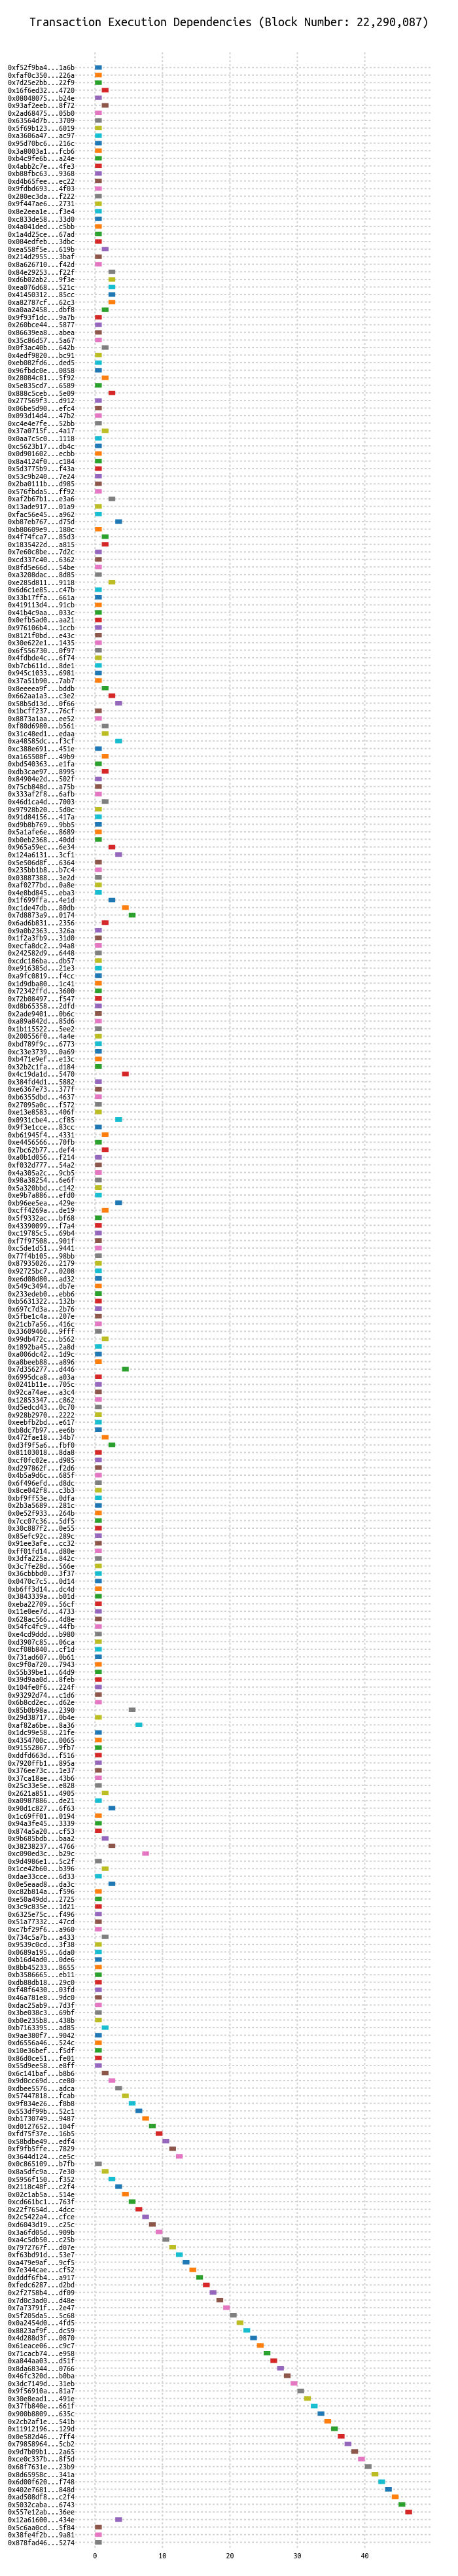 Transaction Execution Dependencies (Block Number: 22,290,087)
0xf52f9ba4...1a6b
0xfaf0c350...226a
0x7d25e2bb...22f9
0x16f6ed32...4720
0x08048075...b24e
0x93af2eeb...8f72
0x2ad68475...05b0
0x63564d7b...3709
0x5f69b123...6019
0xa3606a47...ac97
0x95d70bc6...216c
0x3a8003a1...fcb6
0xb4c9fe6b...a24e
0x4abb2c7e...4fe3
0xb88fbc63...9368
0xd4b65fee...ec22
0x9fdbd693...4f03
0x280ec3da...f222
0x9f447ae6...2731
0x8e2eea1e...f3e4
0xc833de58...33d0
0x4a041ded...c5bb
0x1a4d25ce...67ad
0x084edfeb...3dbc
0xea558f5e...619b
0x214d2955...3baf
0x8a626710...f42d
0x84e29253...f22f
0xd6b02ab2...9f3e
0xea076d68...521c
0x41450312...85cc
0xa82787cf...62c3
0xa0aa2458...dbf8
0x9f93f1dc...9a7b
0x260bce44...5877
0x86639ea8...abea
0x35c86d57...5a67
0x0f3ac40b...642b
0x4edf9820...bc91
0xeb082fd6...ded5
0x96fbdc0e...0858
0x20884c81...5f92
0x5e835cd7...6589
0x888c5ceb...5e09
0x277569f3...d912
0x06be5d90...efc4
0x093d14d4...47b2
0xc4e4e7fe...52bb
0x37a0715f...4a17
0x0aa7c5c0...1118
0xc5623b17...db4c
0x0d901602...ecbb
0x8a4124f0...c184
0x5d3775b9...f43a
0x53c9b240...7e24
0x2ba0111b...d985
0x576fbda5...ff92
0xaf2b67b1...e3a6
0x13ade917...01a9
0xfac56e45...a962
0xb87eb767...d75d
0xb80609e9...180c
0x4f74fca7...85d3
0x1835422d...a815
0x7e60c8be...7d2c
0xcd337c40...6362
0x8fd5e66d...54be
0xa3208dac...8d85
0xe285d811...9118
0x6d6c1e85...c47b
0x33b17ffa...661a
0x419113d4...91cb
0x41b4c9aa...033c
0x0efb5ad0...aa21
0x976106b4...1ccb
0x8121f0bd...e43c
0x30e622e1...1435
0x6f556730...0f97
0x4fdbde4c...6f74
0xb7cb611d...8de1
0x945c1033...6981
0x37a51b90...7ab7
0x8eeeea9f...bddb
0x662aa1a3...c3e2
0x58b5d13d...0f66
0x1bcff237...76cf
0x8873a1aa...ee52
0xf80d6980...b561
0x31c48ed1...edaa
0xa48585dc...f3cf
0xc388e691...451e
0xa165508f...49b9
0xbd540363...e1fa
0xdb3cae97...8995
0x84904e2d...502f
0x75cb848d...a75b
0x333af2f8...6afb
0x46d1ca4d...7003
0x97928b20...5d0c
0x91d84156...417a
0xd9b8b769...9bb5
0x5a1afe6e...8689
0xb0eb2368...40dd
0x965a59ec...6e34
0x124a6131...3cf1
0x5e506d8f...6364
0x235bb1b8...b7c4
0x03887388...3e2d
0xaf0277bd...0a8e
0x4e8bd845...eba3
0x1f699ffa...4e1d
0xc1de47db...80db
0x7d8873a9...0174
0x6ad6b831...2356
0x9a0b2363...326a
0x1f2a3fb9...31d0
0xecfa8dc2...94a8
0x242582d9...6448
0xcdc186ba...db57
0xe916385d...21e3
0xa9fc0819...f4cc
0x1d9dba80...1c41
0x72342ffd...3600
0x72b08497...f547
0xd8b65358...2dfd
0x2ade9401...0b6c
0xa89a842d...85d6
0x1b115522...5ee2
0x200556f0...4a4e
0xbd789f9c...6773
0xc33e3739...0a69
0xb471e9ef...e13c
0x32b2c1fa...d184
0x4c19da1d...5470
0x384fd4d1...5882
0xe6367e73...377f
0xb6355dbd...4637
0x27095a0c...f572
0xe13e8583...406f
0x0931cbe4...cf85
0x9f3e1cce...83cc
0xb61945f4...4331
0xe4456566...70fb
0x7bc62b77...def4
0xa0b1d056...f214
0xf032d777...54a2
0x4a305a2c...9cb5
0x98a38254...6e6f
0x5a320bbd...c142
0xe9b7a886...efd0
0xb96ee5ea...429e
0xcff4269a...de19
0x5f9332ac...bf68
0x43390099...f7a4
0xc19785c5...69b4
0xf7f97508...901f
0xc5de1d51...9441
0x77f4b105...98bb
0x87935026...2179
0x92725bc7...0208
0xe6d08d80...ad32
0x549c3494...db7e
0x233edeb0...ebb6
0xb5631322...132b
0x697c7d3a...2b76
0x5fbe1c4a...207e
0x21cb7a56...416c
0x33609460...9fff
0x99db472c...b562
0x1892ba45...2a8d
0xa006dc42...1d9c
0xa8beeb88...a896
0x7d356277...d446
0x6995dca8...a03a
0x0241b11e...705c
0x92ca74ae...a3c4
0x12853347...c862
0xd5edcd43...0c70
0x928b2970...2222
0xeebfb2bd...e617
0xb8dc7b97...ee6b
0x472fae18...34b7
0xd3f9f5a6...fbf0
0x81103018...8da8
0xcf0fc02e...d985
0xd297862f...f2d6
0x4b5a9d6c...685f
0x6f496efd...d8dc
0x8ce042f8...c3b3
0xbf9ff53e...0dfa
0x2b3a5689...281c
0x0e52f933...264b
0x7cc07c36...5df5
0x30c887f2...0e55
0x85efc92c...289c
0x91ee3afe...cc32
0xff01fd14...d80e
0x3dfa225a...842c
0x3c7fe28d...566e
0x36cbbbd0...3f37
0x0470c7c5...0d14
0xb6ff3d14...dc4d
0x3843339a...b01d
0xeba22709...56cf
0x11e0ee7d...4733
0x628ac566...4d8e
0x54fc4fc9...44fb
0xe4cd9ddd...b980
0xd3907c85...06ca
0xcf08b840...cf1d
0x731ad607...0b61
0xc9f0a720...7943
0x55b39be1...64d9
0x39d9aa0d...8feb
0x104fe0f6...224f
0x93292d74...c1d6
0x6b8cd2ec...d62e
0x85b0b98a...2390
0x29d38717...0b4e
0xaf82a6be...8a36
0x1dc99e58...21fe
0x4354700c...0065
0x91552867...9fb7
0xddfd663d...f516
0x7920ffb1...895a
0x376ee73c...1e37
0x37ca18ae...43b6
0x25c33e5e...e828
0x2621a851...4905
0xa0987886...de21
0x90d1c827...6f63
0x1c69ff01...0194
0x94a3fe45...3339
0x874a5a20...cf53
0x9b685bdb...baa2
0x38238237...4766
0xc090ed3c...b29c
0x9d4986e1...5c2f
0x1ce42b60...b396
0xdae33cce...6d33
0x0e5eaad8...da3c
0xc82b814a...f596
0xe50a49dd...2725
0x3c9c835e...1d21
0x6325e75c...f496
0x51a77332...47cd
0xc7bf29f6...a960
0x734c5a7b...a433
0x9539c0cd...3f38
0x0689a195...6da0
0xb16d4ad0...0de6
0x8bb45233...8655
0xb3586665...eb11
0xdb88db18...29c0
0xf48f6430...03fd
0x46a781e8...9dc0
0xdac25ab9...7d3f
0x3be038c3...69bf
0xb0e235b8...438b
0xb7163395...ad85
0x9ae380f7...9042
0xd6556a46...524c
0x10e36bef...f5df
0x86d0ce51...fe01
0x55d9ee58...e8ff
0x6c141baf...b8b6
0x9d0cc69d...ce80
0xdbee5576...adca
0x57447818...fcab
0x9f834e26...f8b8
0x553df99b...52c1
0xb1730749...9487
0xd0127652...104f
0xfd75f37e...16b5
0x58bdbe49...edf4
0xf9fb5ffe...7829
0x3644d124...ce5c
0x0c865109...b7fb
0x8a5dfc9a...7e30
0x5956f150...f352
0x2118c48f...c2f4
0x02c1ab5a...514e
0xcd661bc1...763f
0x22f7654d...4dcc
0x2c5422a4...cfce
0xd6043d19...c25c
0x3a6fd05d...909b
0xa4c5db50...c25b
0x7972767f...d07e
0xf63bd91d...53e7
0xa479e9af...9cf5
0x7e344cae...cf52
0xdddf6fb4...a917
0xfedc6287...d2bd
0x2f2758b4...df09
0x7d0c3ad0...d48e
0x7a73791f...2e47
0x5f205da5...5c68
0x0a2454d0...4fd5
0x8823af9f...dc59
0x4d288d3f...0870
0x61eace06...c9c7
0x71cacb74...e958
0xa844aa03...d51f
0x8da68344...0766
0x46fc320d...b0ba
0x3dc7149d...31eb
0x9f56910a...81a7
0x30e8ead1...491e
0x37fb840e...661f
0x900b8809...635c
0x2cb2af1e...541b
0x11912196...129d
0x0e582d46...7ff4
0x79858964...5cb2
0x9d7b09b1...2a65
0xce0c337b...8f5d
0x68f7631e...23b9
0x8d65958c...341a
0x6d00f620...f748
0x402e7681...848d
0xad508df8...c2f4
0x5032caba...6743
0x557e12ab...36ee
0x12a61600...434e
0x5c6aa0cd...5f84
0x38fe4f2b...9a81
0x878fad46...5274
0 10 20 30 40